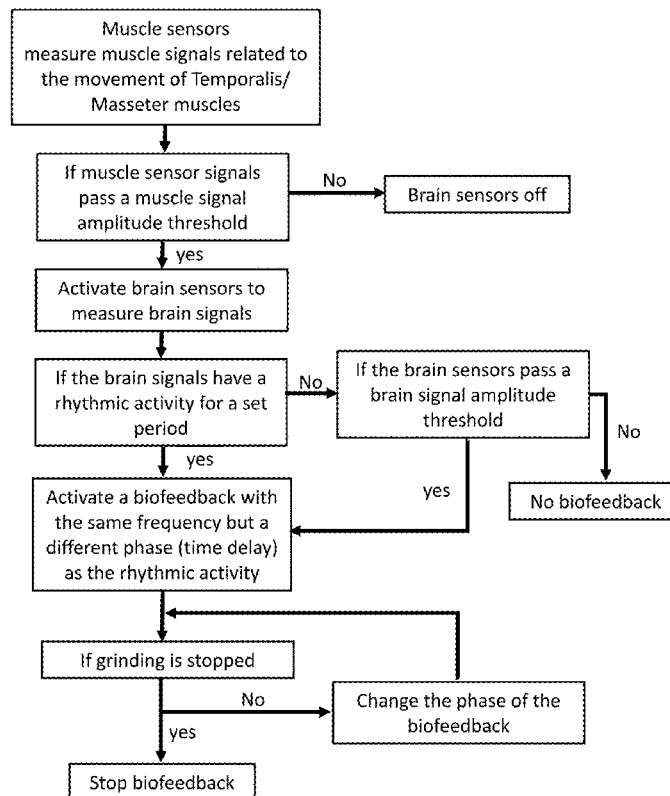 Muscle sensors
measure muscle signals related to
the movement of Temporalis/
Masseter muscles
If muscle sensor signals
pass a muscle signal
amplitude threshold
No
Brain sensors off
yes
Activate brain sensors to
measure brain signals
If the brain signals have a
rhythmic activity for a set
period
No
If the brain sensors pass a
brain signal amplitude
threshold
No
yes
yes
No biofeedback
Activate a biofeedback with
the same frequency but a
different phase (time delay)
as the rhythmic activity
If grinding is stopped
No
Change the phase of the
biofeedback
yes
Stop biofeedback